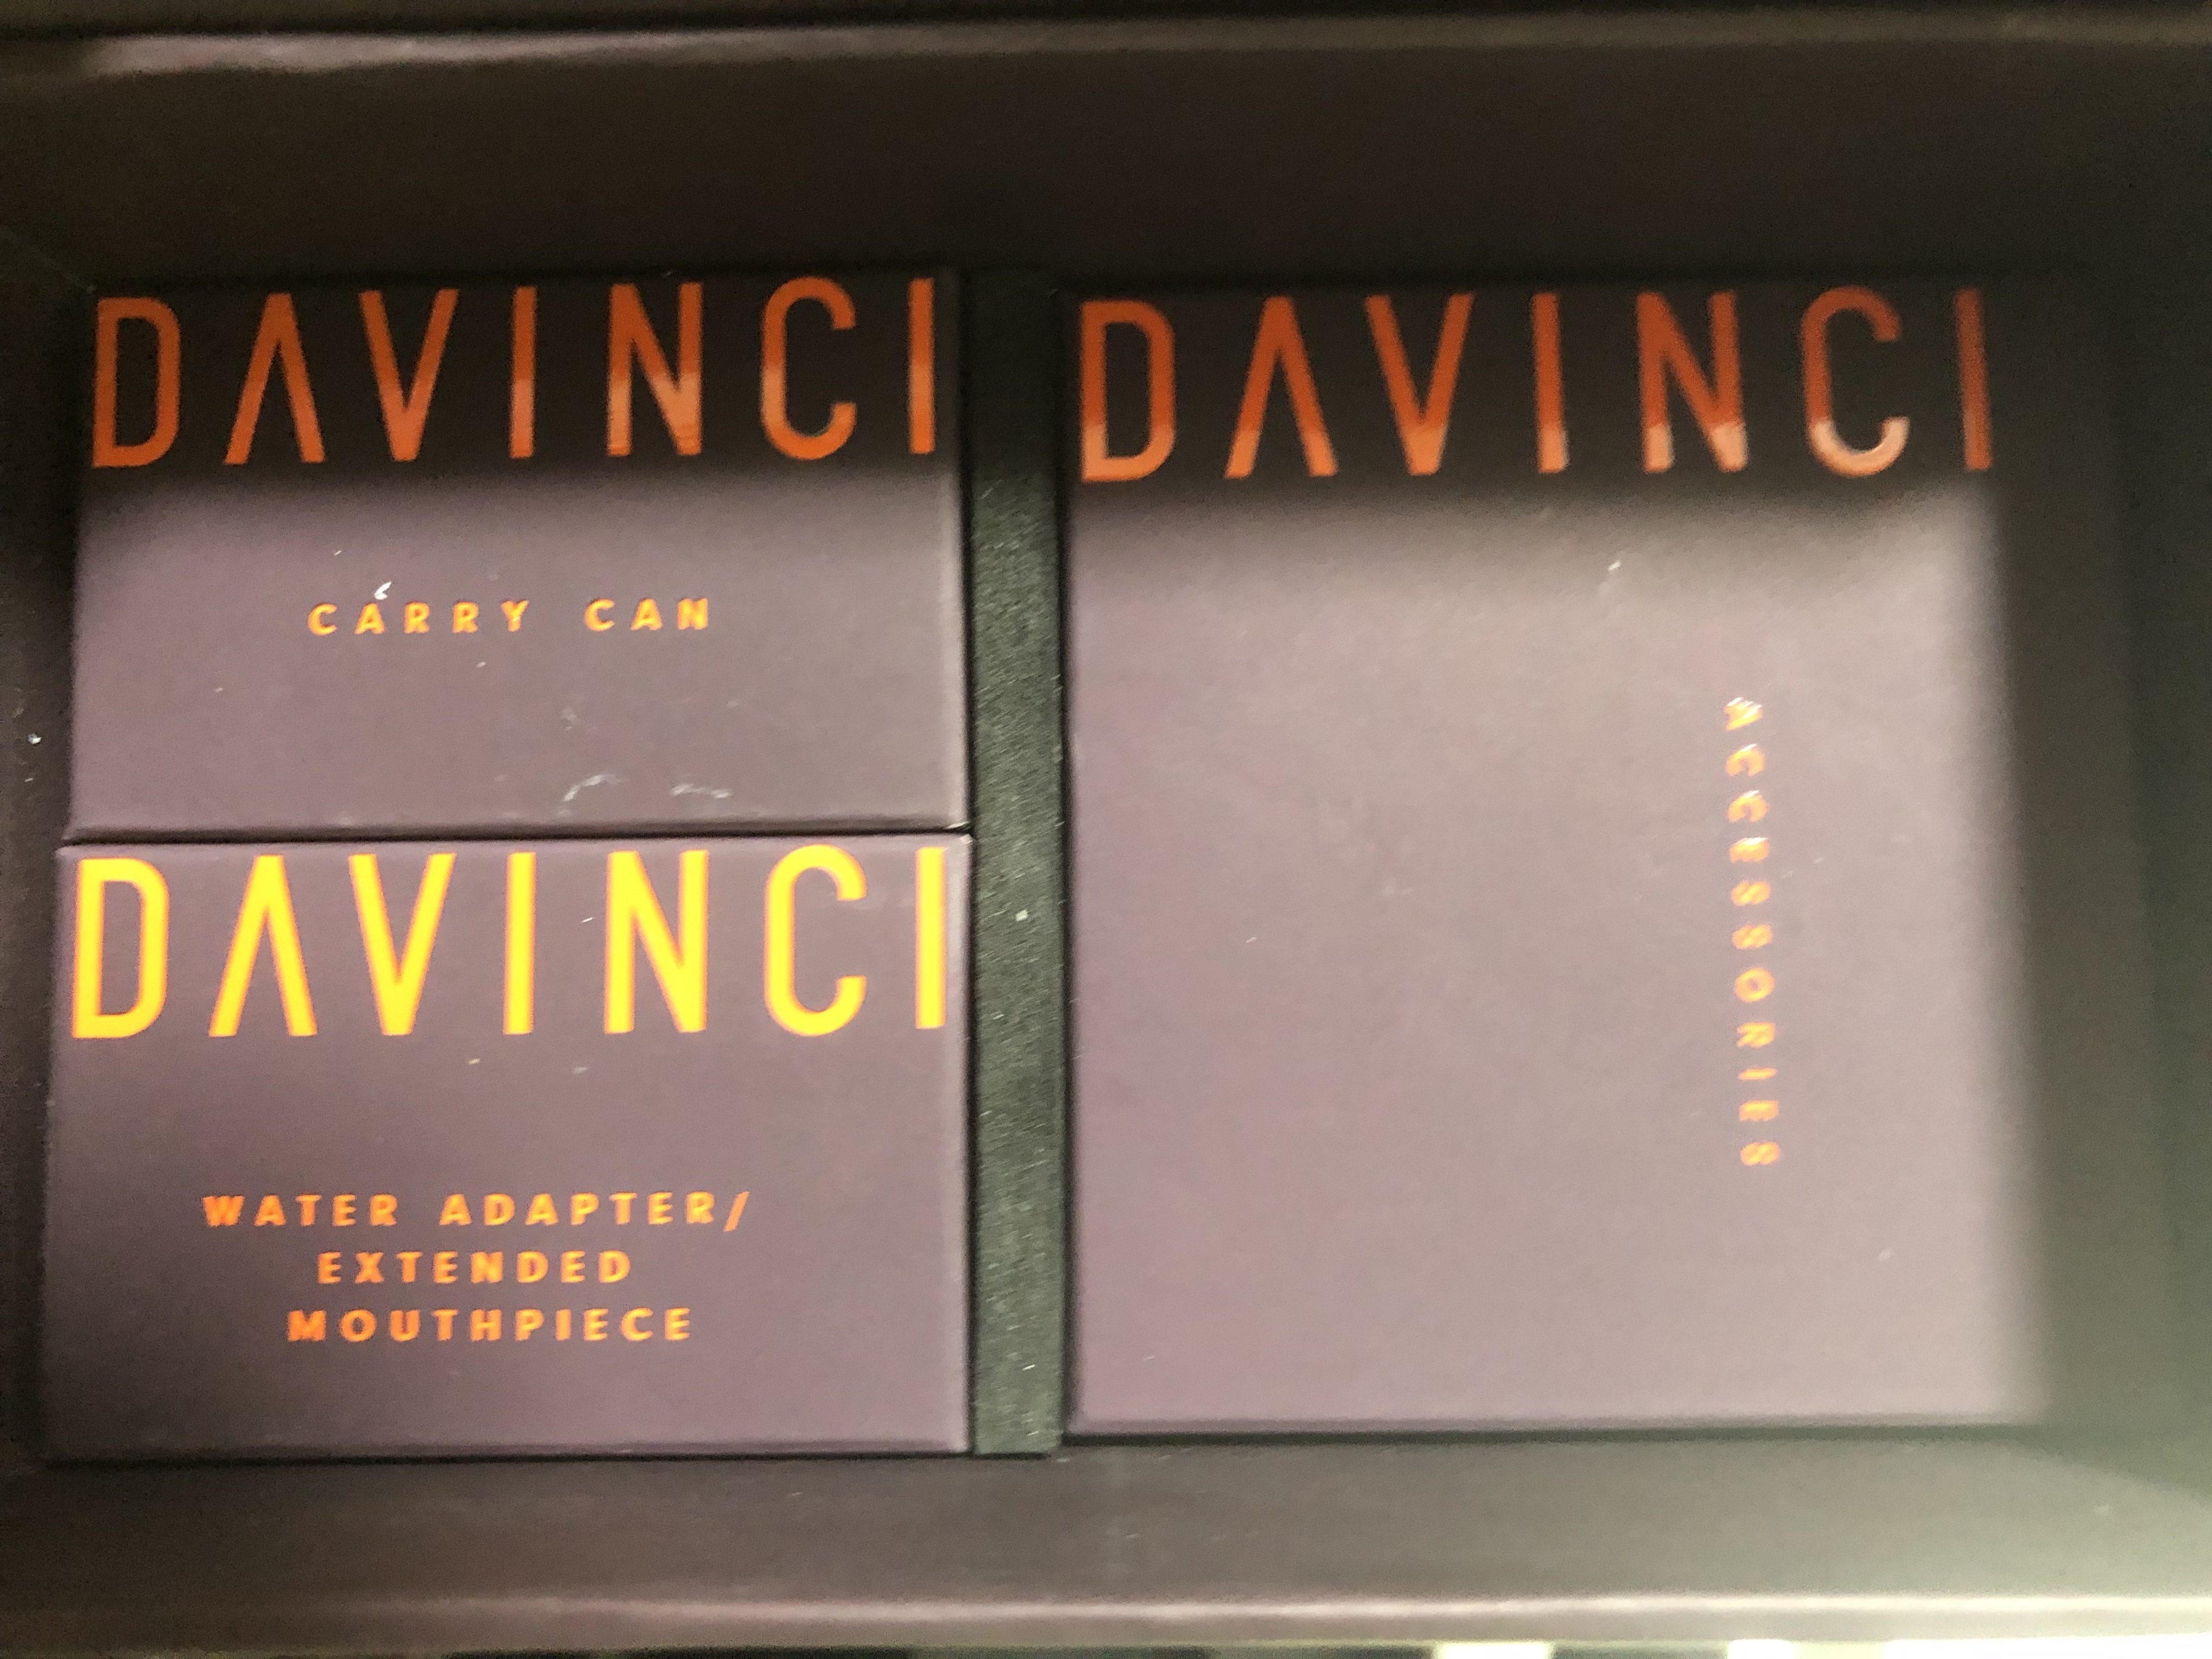 DAVINCI
CARRY CAN
DAVINCI
WATER ADAPTER/
EXTENDED
MOUTHPIECE
DAVINCI
ACCESSORIES